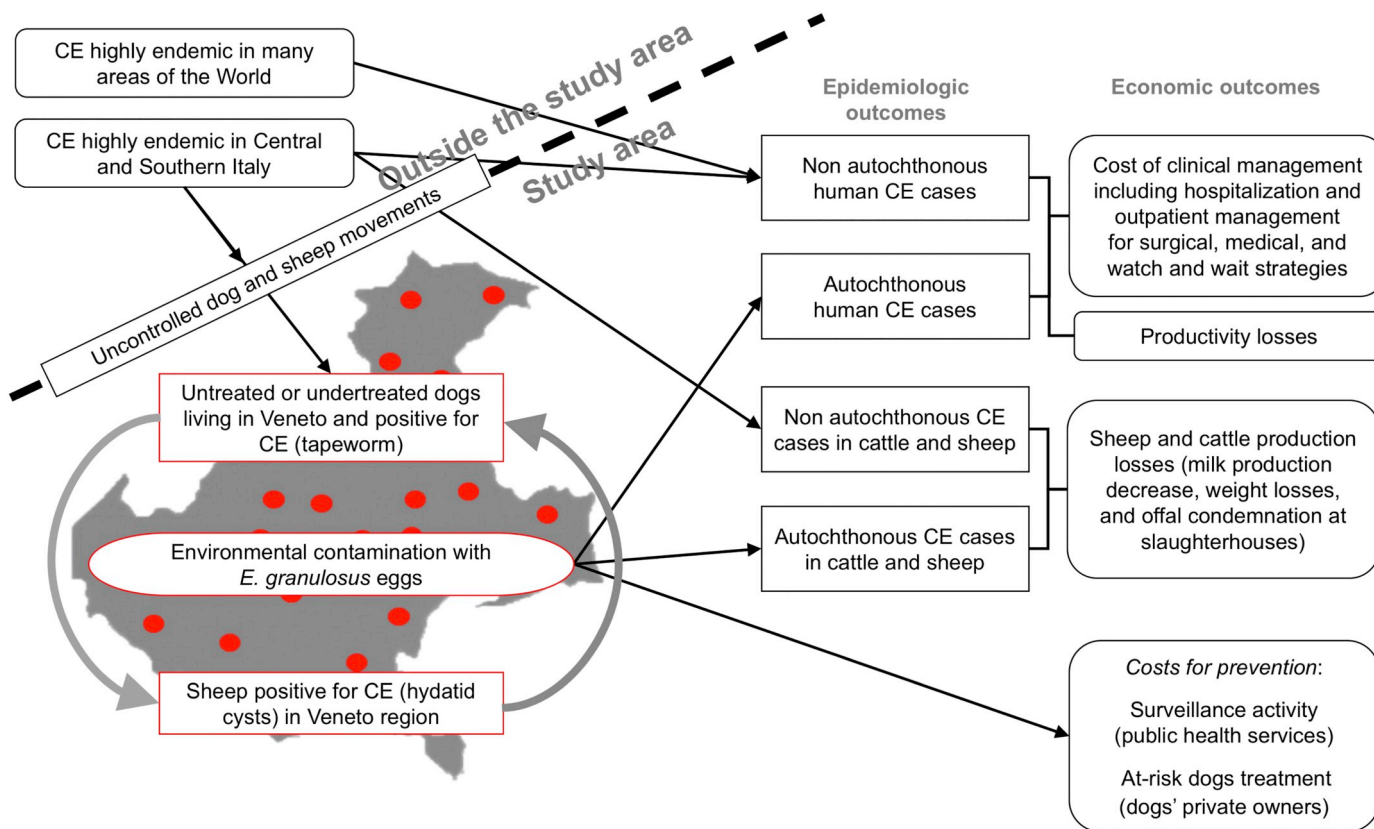 CE highly endemic in many
areas of the World
CE highly endemic in Central
and Southern Italy
Outside the study area
Study area
Uncontrolled dog and sheep movements
Untreated or undertreated dogs
living in Veneto and positive for
CE (tapeworm)
Environmental contamination with
E. granulosus eggs
Sheep positive for CE (hydatid
cysts) in Veneto region
Epidemiologic
outcomes
Non autochthonous
human CE cases
Autochthonous
human CE cases
Non autochthonous CE
cases in cattle and sheep
Autochthonous CE cases
in cattle and sheep
Economic outcomes
Cost of clinical management
including hospitalization and
outpatient management
for surgical, medical, and
watch and wait strategies
Productivity losses
Sheep and cattle production
losses (milk production
decrease, weight losses,
and offal condemnation at
slaughterhouses)
Costs for prevention:
Surveillance activity
(public health services)
At-risk dogs treatment
(dogs’ private owners)